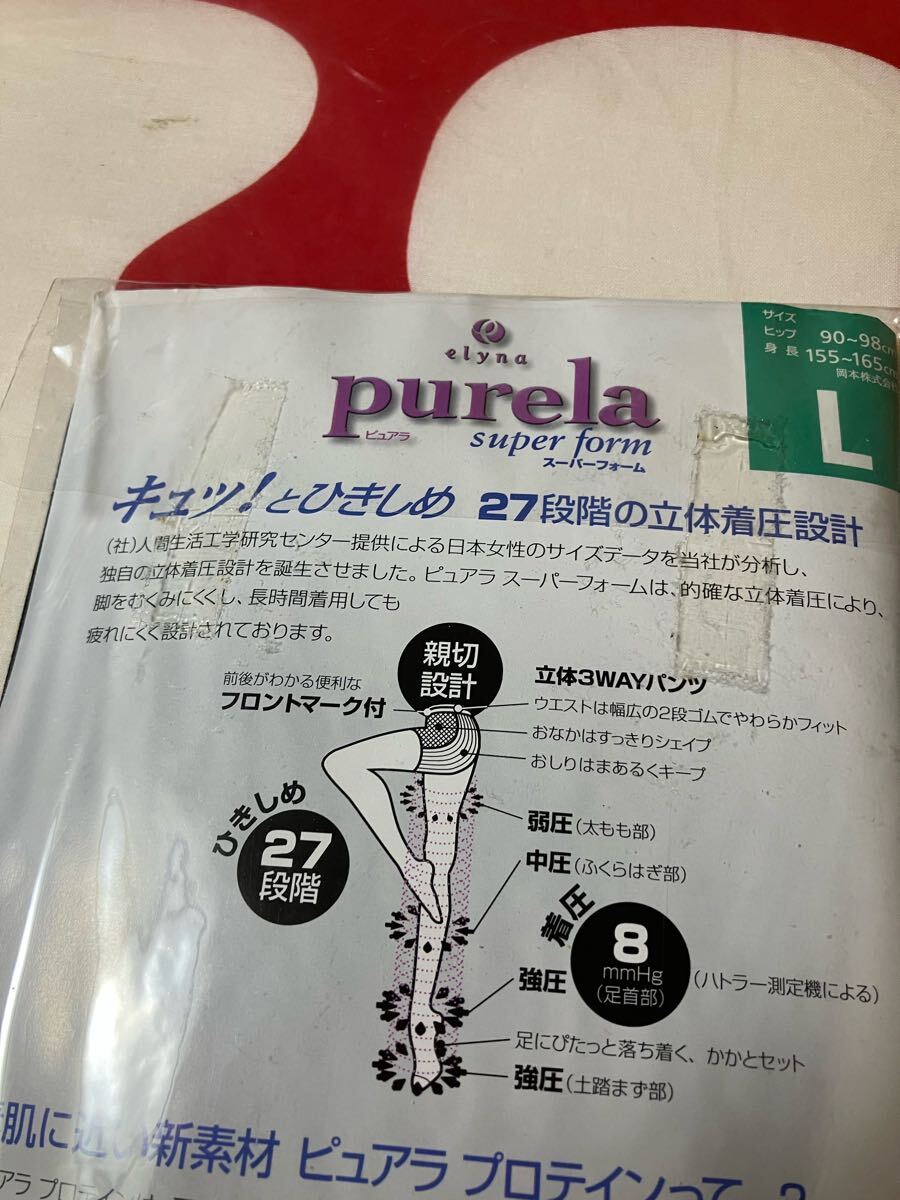 elyna
purela
ピュアラ
super form
スーパーフォーム
サイズ
ヒップ 90~98cm
身長 155~165cm
岡本株式会社
L
キュッ!とひきしめ 27段階の立体着圧設計
(社)人間生活工学研究センター提供による日本女性のサイズデータを当社が分析し、
独自の立体着圧設計を誕生させました。ピュアラ スーパーフォームは、的確な立体着圧により、
脚をむくみにくくし、長時間着用しても
疲れにくく設計されております。
親切
設計
前後がわかる便利な
フロントマーク付
立体3WAYパンツ
ウエストは幅広の2段ゴムでやわらかフィット
おなかはすっきりシェイプ
おしりはまあるくキープ
ひきしめ
27
段階
弱圧(太もも部)
中圧(ふくらはぎ部)
着圧
8
mmHg
(足首部)
(ハトラー測定機による)
強圧
足にぴたっと落ち着く、かかとセット
強圧(土踏まず部)
肌に近い新素材 ピュアラ プロテインって